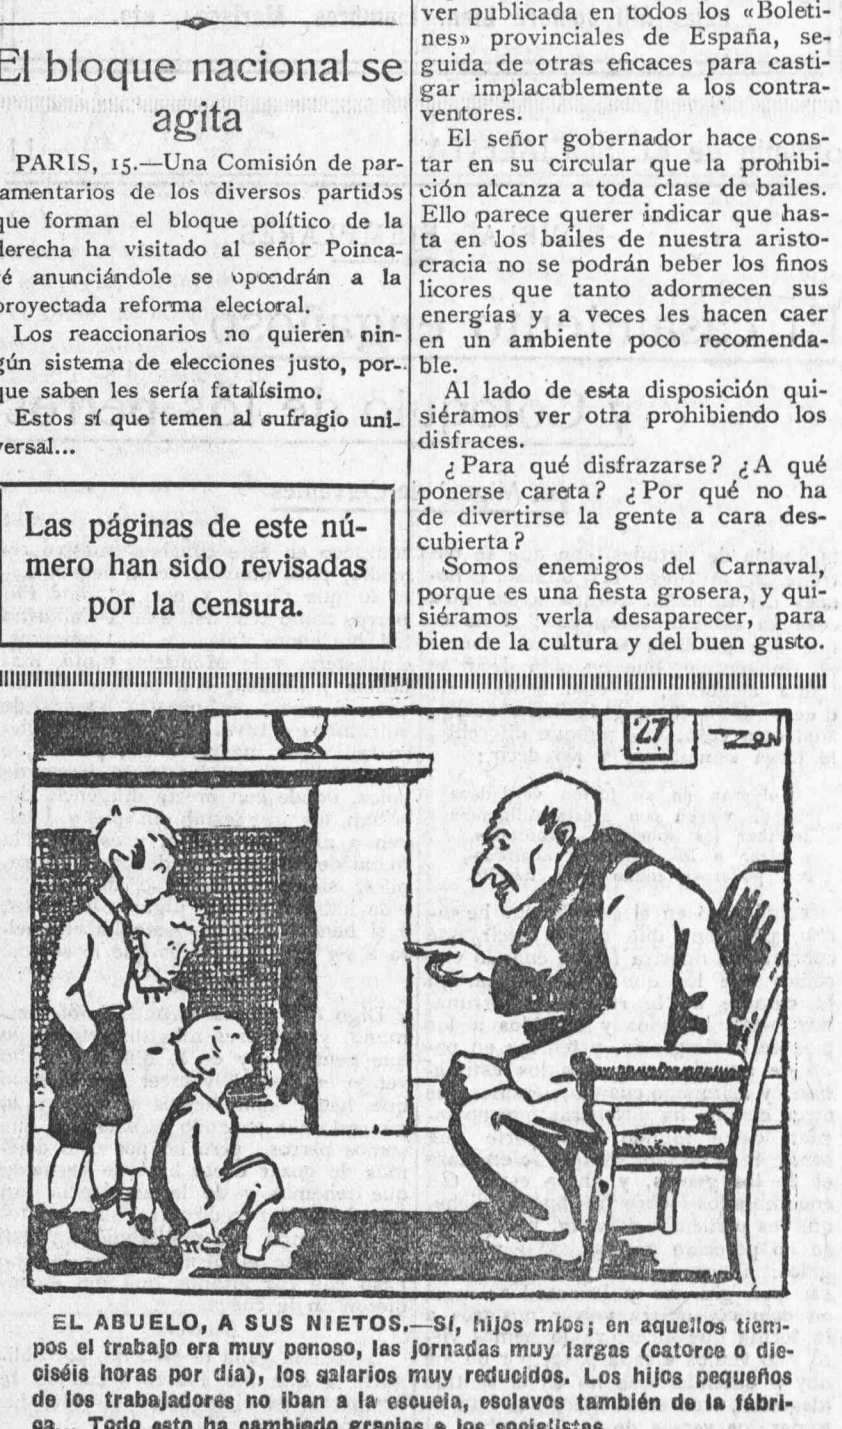 El bloque nacional se
agita
PARIS, 15.—Una Comisión de par-
lamentarios de los diversos partidos
que forman el bloque político de la
derecha ha visitado al señor Poinca-
ré anunciándole se opondrán a la
proyectada reforma electoral.
Los reaccionarios no quieren nin-
gún sistema de elecciones justo, por-
que saben les sería fatalísimo.
Estos sí que temen al sufragio uni-
versal...
Las páginas de este nú-
mero han sido revisadas
por la censura.
ver publicada en todos los «Boleti-
nes» provinciales de España, se-
guida de otras eficaces para casti-
gar implacablemente a los contra-
ventores.
El señor gobernador hace cons-
tar en su circular que la prohibi-
ción alcanza a toda clase de bailes.
Ello parece querer indicar que has-
ta en los bailes de nuestra aristo-
cracia no se podrán beber los finos
licores que tanto adormecen sus
energías y a veces les hacen caer
en un ambiente poco recomenda-
ble.
Al lado de esta disposición qui-
siéramos ver otra prohibiendo los
disfraces.
¿Para qué disfrazarse? ¿A qué
ponerse careta? ¿Por qué no ha
de divertirse la gente a cara des-
cubierta?
Somos enemigos del Carnaval,
porque es una fiesta grosera, y qui-
siéramos verla desaparecer, para
bien de la cultura y del buen gusto.
27
EL ABUELO, A SUS NIETOS.—Sí, hijos míos; en aquellos tiem-
pos el trabajo era muy penoso, las jornadas muy largas (catorce o die-
ciséis horas por día), los salarios muy reducidos. Los hijos pequeños
de los trabajadores no iban a la escuela, esclavos también de la fábri-
ca... Todo esto ha cambiado gracias a los socialistas.